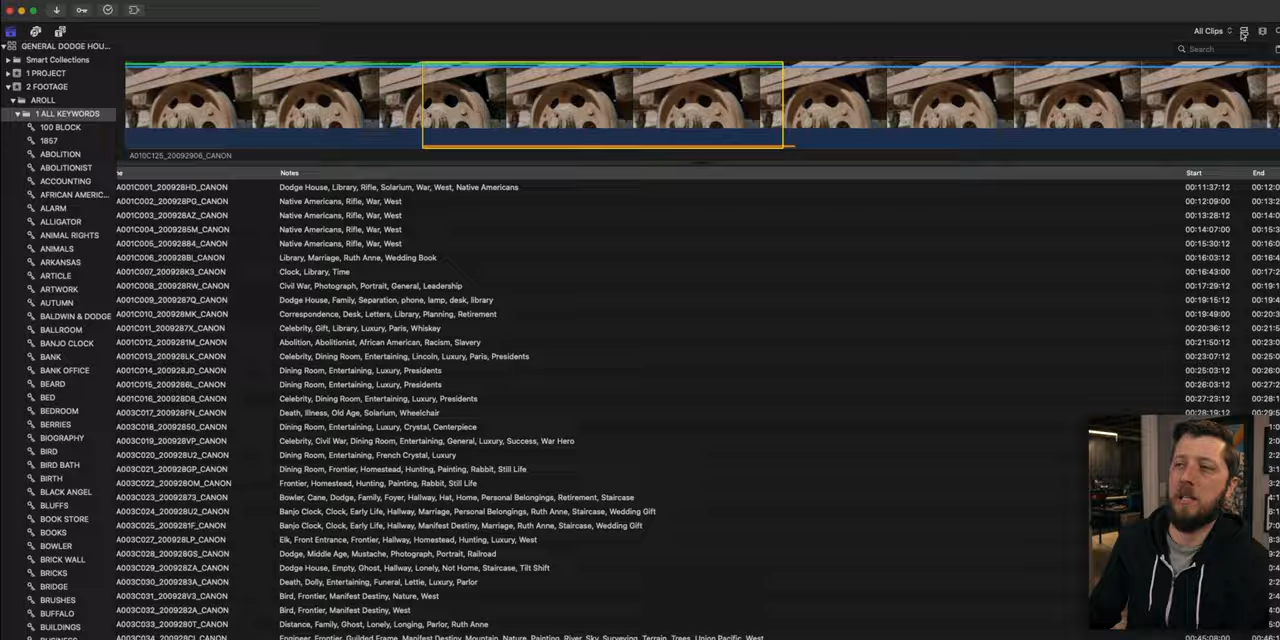 All Clips
Search
GENERAL DODGE HOU...
Smart Collections
1 PROJECT
2 FOOTAGE
AROLL
1 ALL KEYWORDS
100 BLOCK
1857
ABOLITION
ABOLITIONIST
ACCOUNTING
AFRICAN AMERIC...
ALARM
ALLIGATOR
ANIMAL RIGHTS
ANIMALS
ARKANSAS
ARTICLE
ARTWORK
AUTUMN
BALDWIN & DODGE
BALLROOM
BANJO CLOCK
BANK
BANK OFFICE
BEARD
BED
BEDROOM
BERRIES
BIOGRAPHY
BIRD
BIRD BATH
BIRTH
BLACK ANGEL
BLUFFS
BOOK STORE
BOOKS
BOWLER
BRICK WALL
BRICKS
BRIDGE
BRUSHES
BUFFALO
BUILDINGS
A010C125_20092906_CANON
Notes Start End
A001C001_200928HD_CANON Dodge House, Library, Rifle, Solarium, War, West, Native Americans 00:11:37:12
A001C002_200928PG_CANON Native Americans, Rifle, War, West 00:12:09:00
A001C003_200928AZ_CANON Native Americans, Rifle, War, West 00:13:28:12
A001C004_2009285M_CANON Native Americans, Rifle, War, West 00:14:07:00
A001C005_200928B4_CANON Native Americans, Rifle, War, West 00:15:30:12
A001C006_200928BI_CANON Library, Marriage, Ruth Anne, Wedding Book 00:16:03:12
A001C007_200928K3_CANON Clock, Library, Time 00:16:43:00
A001C008_200928RW_CANON Civil War, Photograph, Portrait, General, Leadership 00:17:29:12
A001C009_2009287Q_CANON Dodge House, Family, Separation, phone, lamp, desk, library 00:19:15:12
A001C010_200928MK_CANON Correspondence, Desk, Letters, Library, Planning, Retirement 00:19:49:00
A001C011_2009287X_CANON Celebrity, Gift, Library, Luxury, Paris, Whiskey 00:20:36:12
A001C012_2009281M_CANON Abolition, Abolitionist, African American, Racism, Slavery 00:21:50:12
A001C013_200928LK_CANON Celebrity, Dining Room, Entertaining, Lincoln, Luxury, Paris, Presidents 00:23:07:12
A001C014_200928JD_CANON Dining Room, Entertaining, Luxury, Presidents 00:25:03:12
A001C015_2009286L_CANON Dining Room, Entertaining, Luxury, Presidents 00:26:03:12
A001C016_200928D8_CANON Celebrity, Dining Room, Entertaining, Luxury, Presidents 00:27:23:12
A003C017_200928FN_CANON Death, Illness, Old Age, Solarium, Wheelchair 00:28:19:12
A003C018_2009285O_CANON Dining Room, Entertaining, Luxury, Crystal, Centerpiece
A003C019_200928VP_CANON Celebrity, Civil War, Dining Room, Entertaining, General, Luxury, Success, War Hero
A003C020_200928U2_CANON Dining Room, Entertaining, French Crystal, Luxury
A003C021_200928GP_CANON Dining Room, Frontier, Homestead, Hunting, Painting, Rabbit, Still Life
A003C022_200928OM_CANON Frontier, Homestead, Hunting, Painting, Rabbit, Still Life
A003C023_20092873_CANON Bowler, Cane, Dodge, Family, Foyer, Hallway, Hat, Home, Personal Belongings, Retirement, Staircase
A003C024_200928U2_CANON Banjo Clock, Clock, Early Life, Hallway, Marriage, Personal Belongings, Ruth Anne, Staircase, Wedding Gift
A003C025_2009281F_CANON Banjo Clock, Clock, Early Life, Hallway, Manifest Destiny, Marriage, Ruth Anne, Staircase, Wedding Gift
A003C027_200928LP_CANON Elk, Front Entrance, Frontier, Hallway, Homestead, Hunting, Luxury, West
A003C028_200928GS_CANON Dodge, Middle Age, Mustache, Photograph, Portrait, Railroad
A003C029_200928ZA_CANON Dodge House, Empty, Ghost, Hallway, Lonely, Not Home, Staircase, Tilt Shift
A003C030_2009283A_CANON Death, Dolly, Entertaining, Funeral, Lettie, Luxury, Parlor
A003C031_200928V3_CANON Bird, Frontier, Manifest Destiny, Nature, West
A003C032_2009282A_CANON Bird, Frontier, Manifest Destiny, West
A003C033_200928OT_CANON Distance, Family, Ghost, Lonely, Longing, Parlor, Ruth Anne